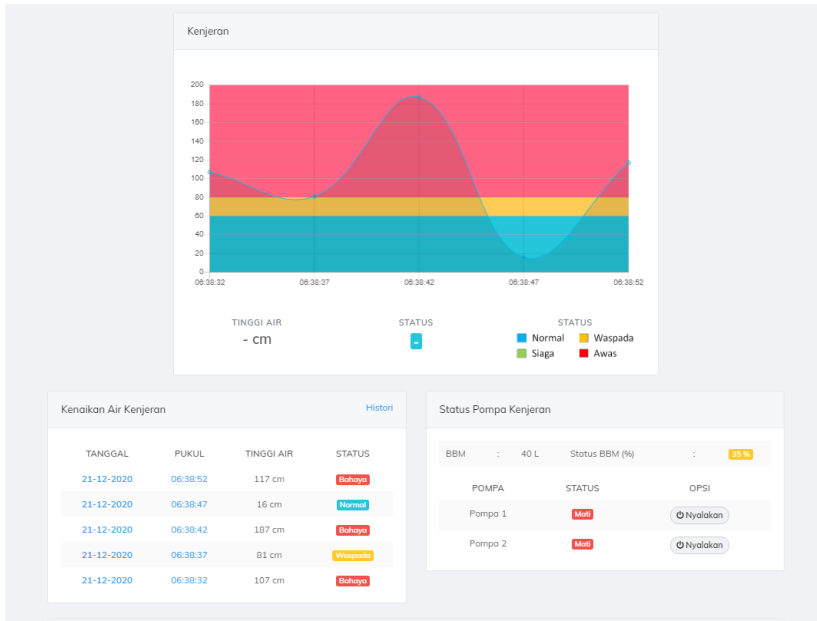 Kenjeran
200
180
160
140
120
100
80
60
40
20
0
06:38:32 06:38:37 06:38:42 06:38:47 06:38:52
TINGGI AIR STATUS STATUS
- cm - Normal Waspada
Siaga Awas
Kenaikan Air Kenjeran Histori
TANGGAL PUKUL TINGGI AIR STATUS
21-12-2020 06:38:52 117 cm Bahaya
21-12-2020 06:38:47 16 cm Normal
21-12-2020 06:38:42 187 cm Bahaya
21-12-2020 06:38:37 81 cm Waspada
21-12-2020 06:38:32 107 cm Bahaya
Status Pompa Kenjeran
BBM : 40 L Status BBM (%) : 35%
POMPA STATUS OPSI
Pompa 1 Mati Nyalakan
Pompa 2 Mati Nyalakan